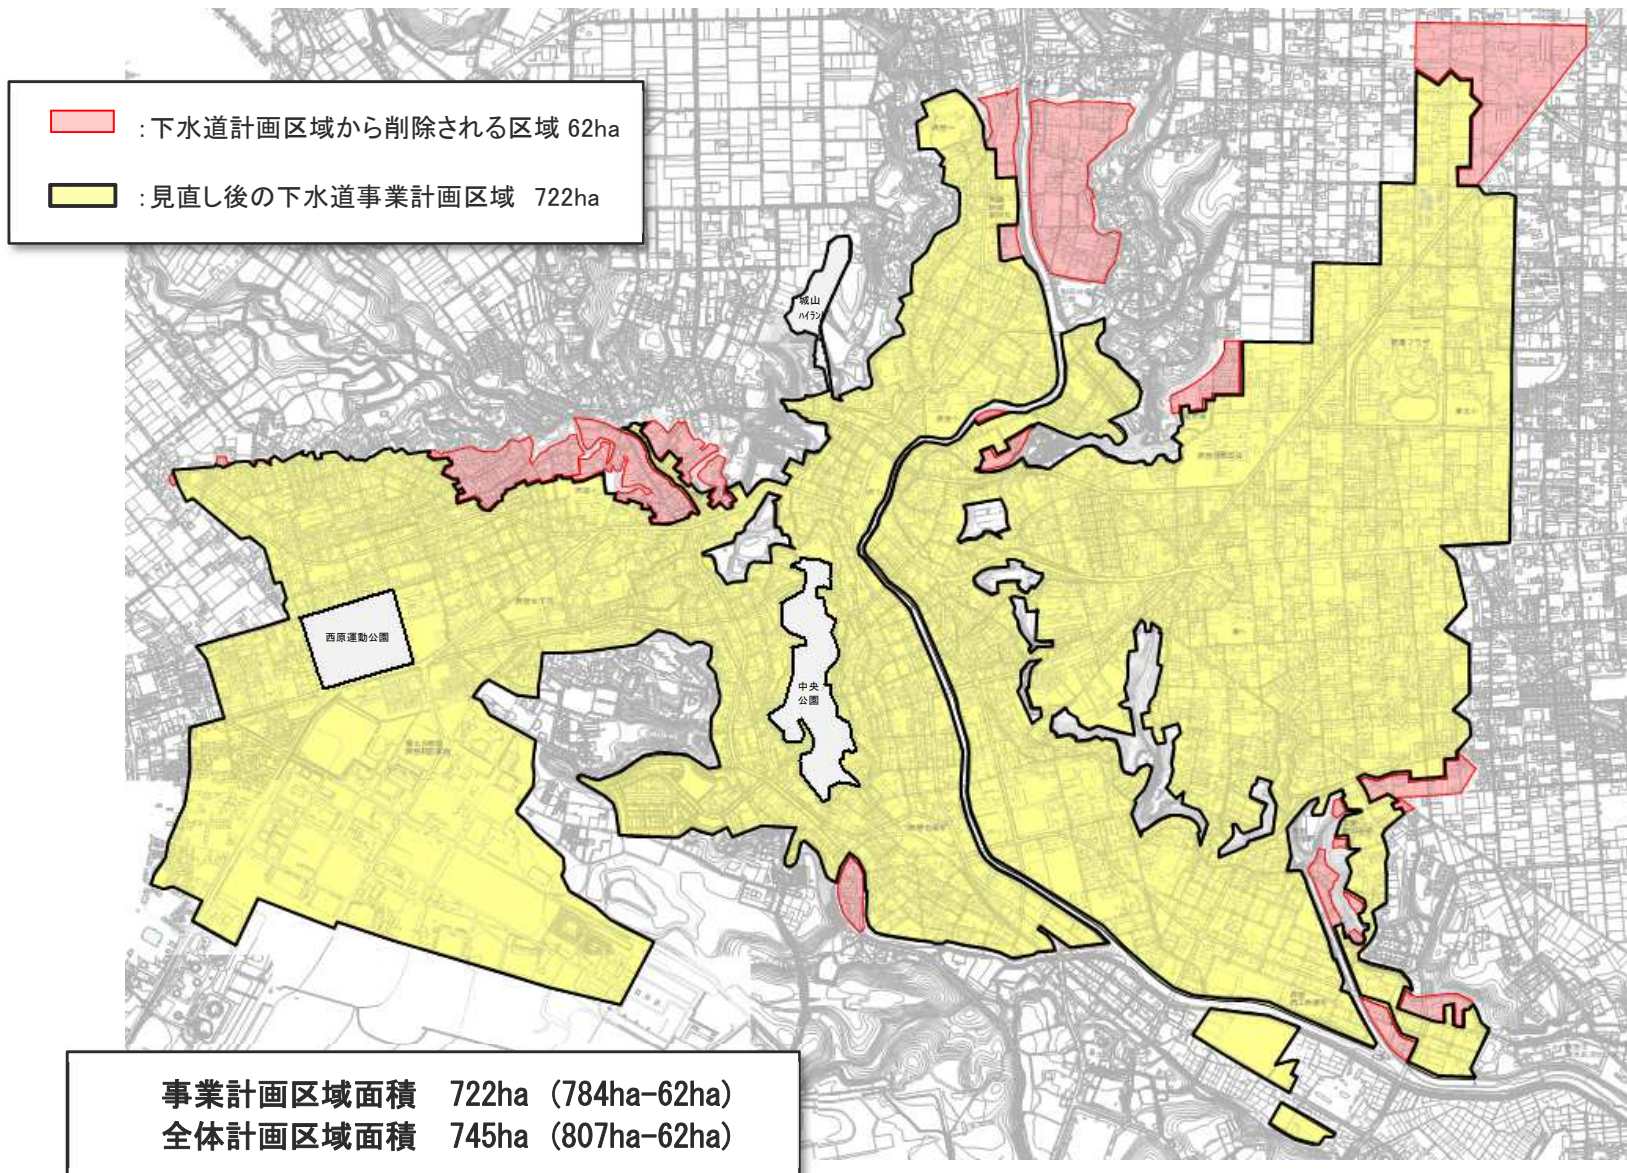 ：下水道計画区域から削除される区域 62ha
：見直し後の下水道事業計画区域　722ha
城山
ハイランド
西原運動公園
中央
公園
事業計画区域面積　722ha（784ha−62ha）
全体計画区域面積　745ha（807ha−62ha）